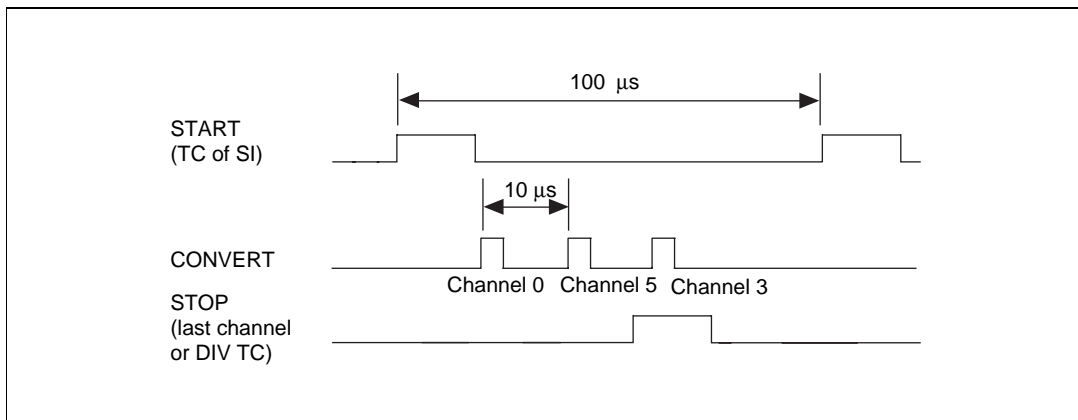 100 μs
START
(TC of SI)
10 μs
CONVERT
Channel 0 Channel 5 Channel 3
STOP
(last channel
or DIV TC)